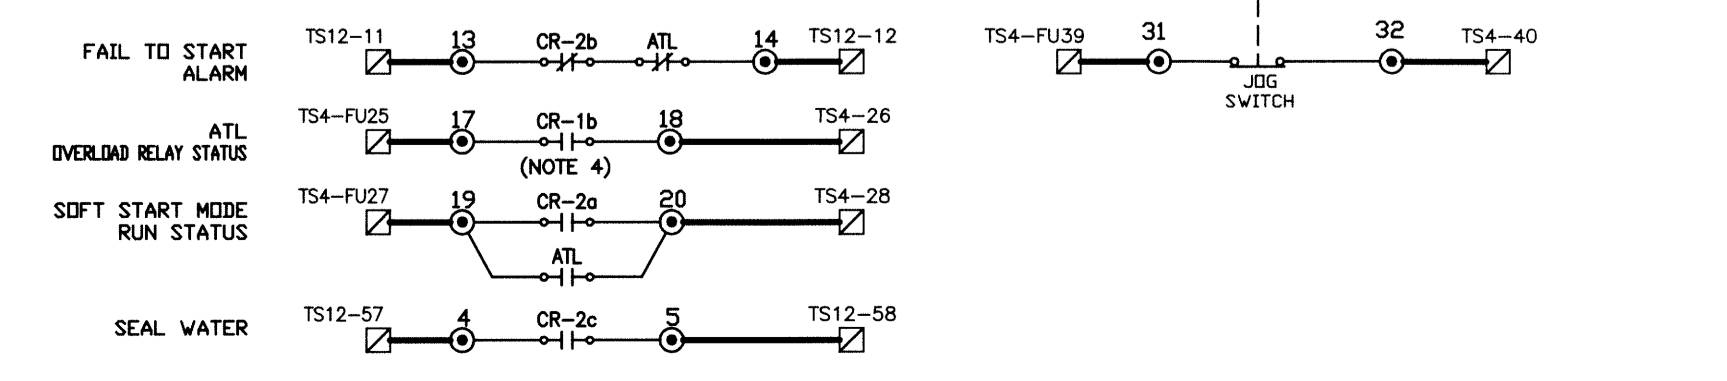 FAIL TO START
ALARM
TS12-11
13
CR-2b
ATL
14
TS12-12
TS4-FU39
31
JOG
SWITCH
32
TS4-40
ATL
OVERLOAD RELAY STATUS
TS4-FU25
17
CR-1b
(NOTE 4)
18
TS4-26
SOFT START MODE
RUN STATUS
TS4-FU27
19
CR-2a
ATL
20
TS4-28
SEAL WATER
TS12-57
4
CR-2c
5
TS12-58